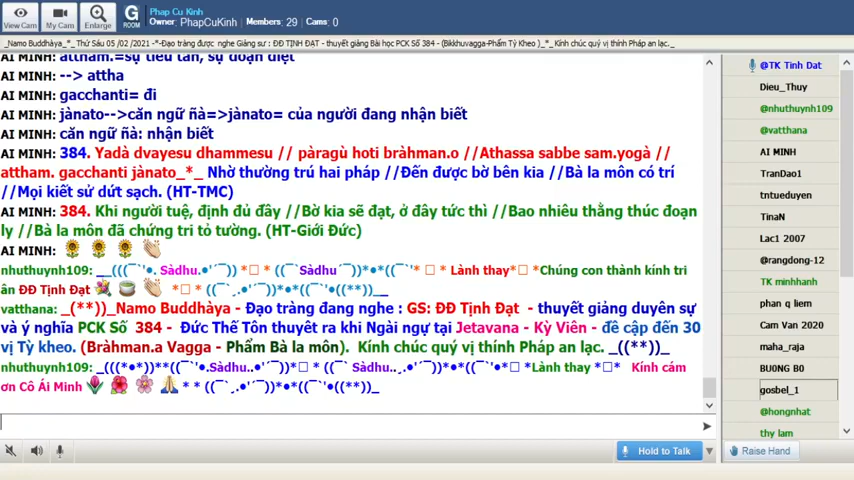 View Cam
My Cam
Enlarge
G
ROOM
Phap Cu Kinh
Owner: PhapCuKinh | Members: 29 | Cams: 0
_Namo Buddhàya_*_ Thứ Sáu 05 /02 /2021 -*-Đạo tràng được nghe Giảng sư : ĐĐ TỊNH ĐẠT - thuyết giảng Bài học PCK Số 384 - (Bikkhuvagga-Phẩm Tỳ Kheo )_*_ Kính chúc quý vị thính Pháp an lạc._
AI MINH: attham.=sự tiêu tan, sự đoạn diệt
AI MINH: --> attha
AI MINH: gacchanti= đi
AI MINH: jànato-->căn ngữ ñà=>jànato= của người đang nhận biết
AI MINH: căn ngữ ñà: nhận biết
AI MINH: 384. Yadà dvayesu dhammesu // pàragù hoti bràhman.o //Athassa sabbe sam.yogà //
attham. gacchanti jànato_*_ Nhờ thường trú hai pháp //Đến được bờ bên kia //Bà la môn có trí
//Mọi kiết sử dứt sạch. (HT-TMC)
AI MINH: 384. Khi người tuệ, định đủ đầy //Bờ kia sẽ đạt, ở đây tức thì //Bao nhiêu thằng thúc đoạn
ly //Bà la môn đã chứng tri tỏ tường. (HT-Giới Đức)
AI MINH:
nhuthuynh109: _ _(((¯`'•. Sàdhu.•'´¯)) *□ * ((¯`Sàdhu´¯))*•*((¯`'*□ * Lành thay*□ *Chúng con thành kính tri
ân ĐĐ Tịnh Đạt *□ * ((¯`¸.•'´¯))*•*((¯`'•((**))_ _
vatthana: _(**))_Namo Buddhàya - Đạo tràng đang nghe : GS: ĐĐ Tịnh Đạt - thuyết giảng duyên sự
và ý nghĩa PCK Số 384 - Đức Thế Tôn thuyết ra khi Ngài ngự tại Jetavana - Kỳ Viên - đề cập đến 30
vị Tỳ kheo. (Bràhman.a Vagga - Phẩm Bà la môn). Kính chúc quý vị thính Pháp an lạc. _((**))_
nhuthuynh109: _(((*•*))**((¯`'•.Sàdhu..•'´¯))*□ * ((¯` Sàdhu..¸.•'´¯))*•*((¯`'•*□ *Lành thay *□* Kính cám
ơn Cô Ái Minh * * ((¯`¸.•'´¯))*•*((¯`'•((**))_
Hold to Talk
@TK Tinh Dat
Dieu_Thuy
@nhuthuynh109
@vatthana
AI MINH
TranDao1
tntueduyen
TinaN
Lac1 2007
@rangdong-12
TK minhhanh
phan q liem
Cam Van 2020
maha_raja
BUONG B0
gosbel_1
@hongnhat
thy lam
Raise Hand